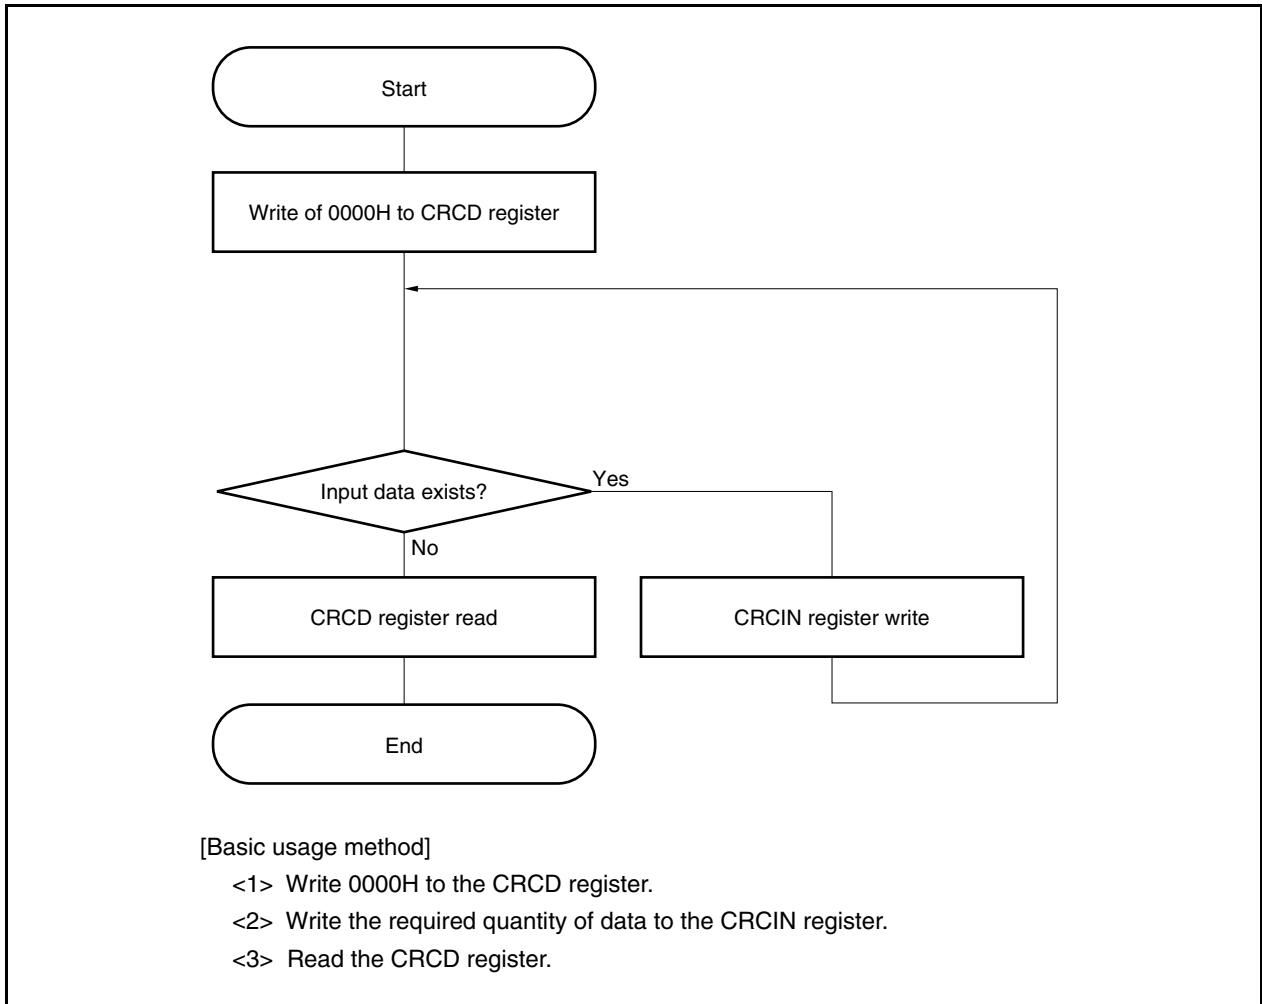 Start
Write of 0000H to CRCD register
Input data exists?
Yes
No
CRCD register read
CRCIN register write
End
[Basic usage method]
<1> Write 0000H to the CRCD register.
<2> Write the required quantity of data to the CRCIN register.
<3> Read the CRCD register.